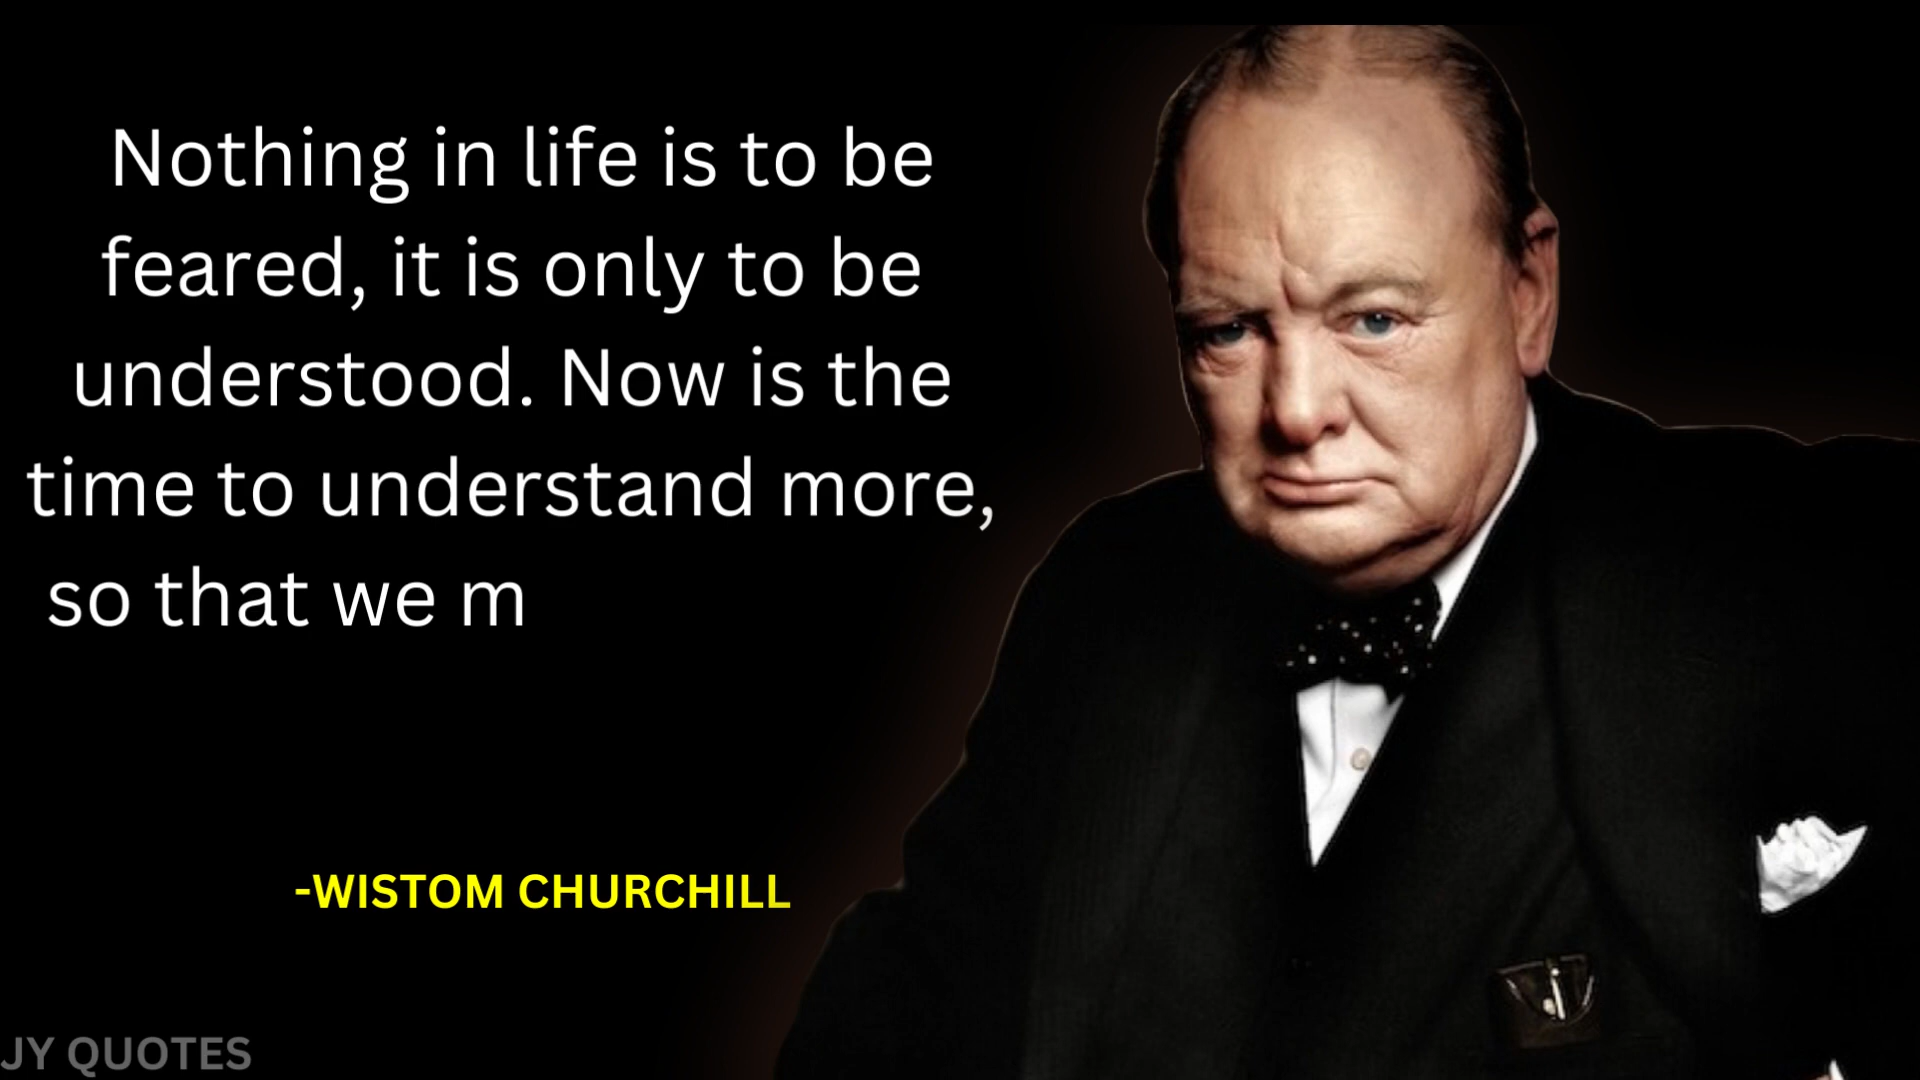 Nothing in life is to be
feared, it is only to be
understood. Now is the
time to understand more,
so that we m
-WISTOM CHURCHILL
JY QUOTES